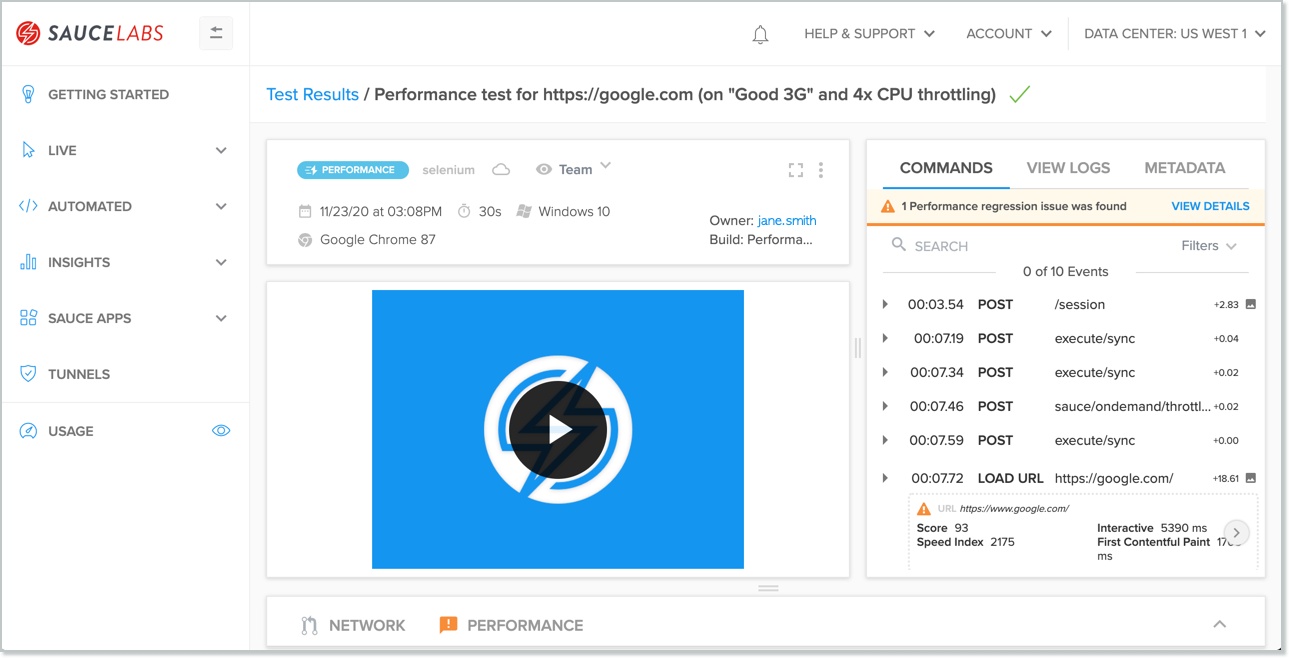 SAUCELABS
HELP & SUPPORT
ACCOUNT
DATA CENTER: US WEST 1
GETTING STARTED
LIVE
AUTOMATED
INSIGHTS
SAUCE APPS
TUNNELS
USAGE
Test Results / Performance test for https://google.com (on "Good 3G" and 4x CPU throttling)
PERFORMANCE selenium Team
11/23/20 at 03:08PM 30s Windows 10
Google Chrome 87
Owner: jane.smith
Build: Performa...
COMMANDS VIEW LOGS METADATA
1 Performance regression issue was found VIEW DETAILS
SEARCH Filters
0 of 10 Events
00:03.54 POST /session +2.83
00:07.19 POST execute/sync +0.04
00:07.34 POST execute/sync +0.02
00:07.46 POST sauce/ondemand/throttl... +0.02
00:07.59 POST execute/sync +0.00
00:07.72 LOAD URL https://google.com/ +18.61
URL https://www.google.com/
Score 93 Interactive 5390 ms
Speed Index 2175 First Contentful Paint
ms
NETWORK PERFORMANCE